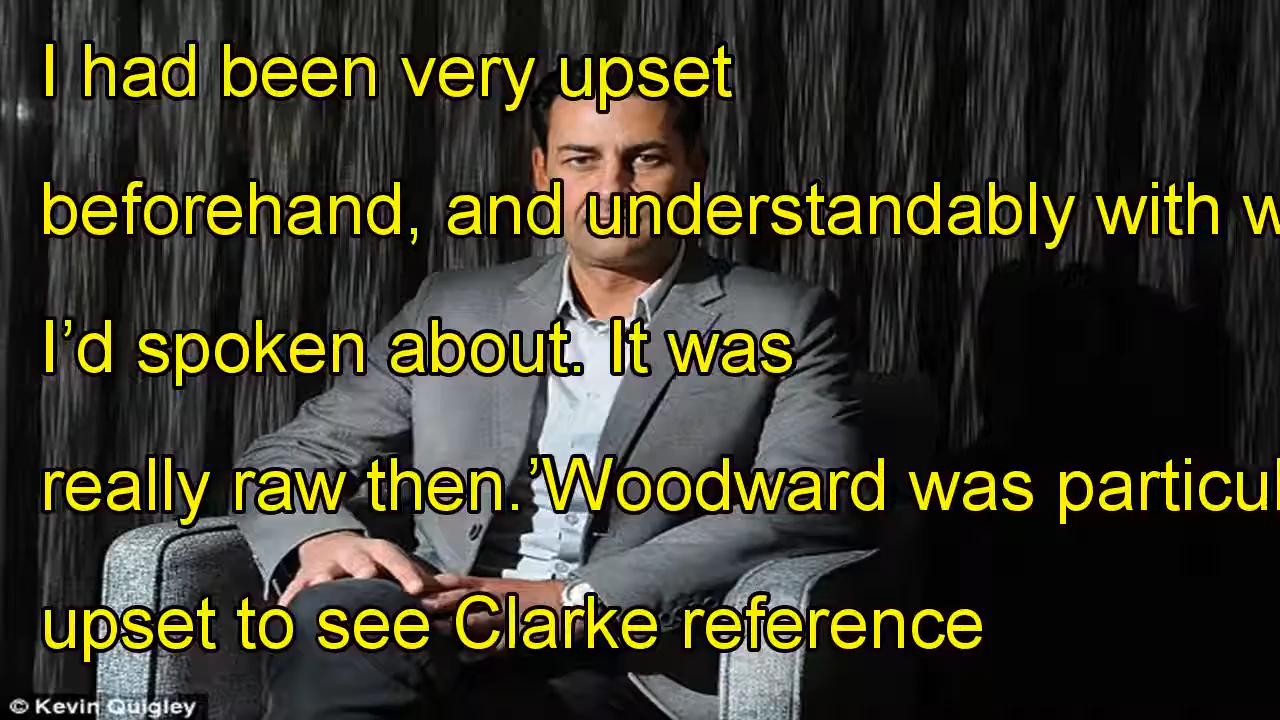 I had been very upset
beforehand, and understandably with
I’d spoken about. It was
really raw then.’Woodward was
upset to see Clarke reference
© Kevin Quigley